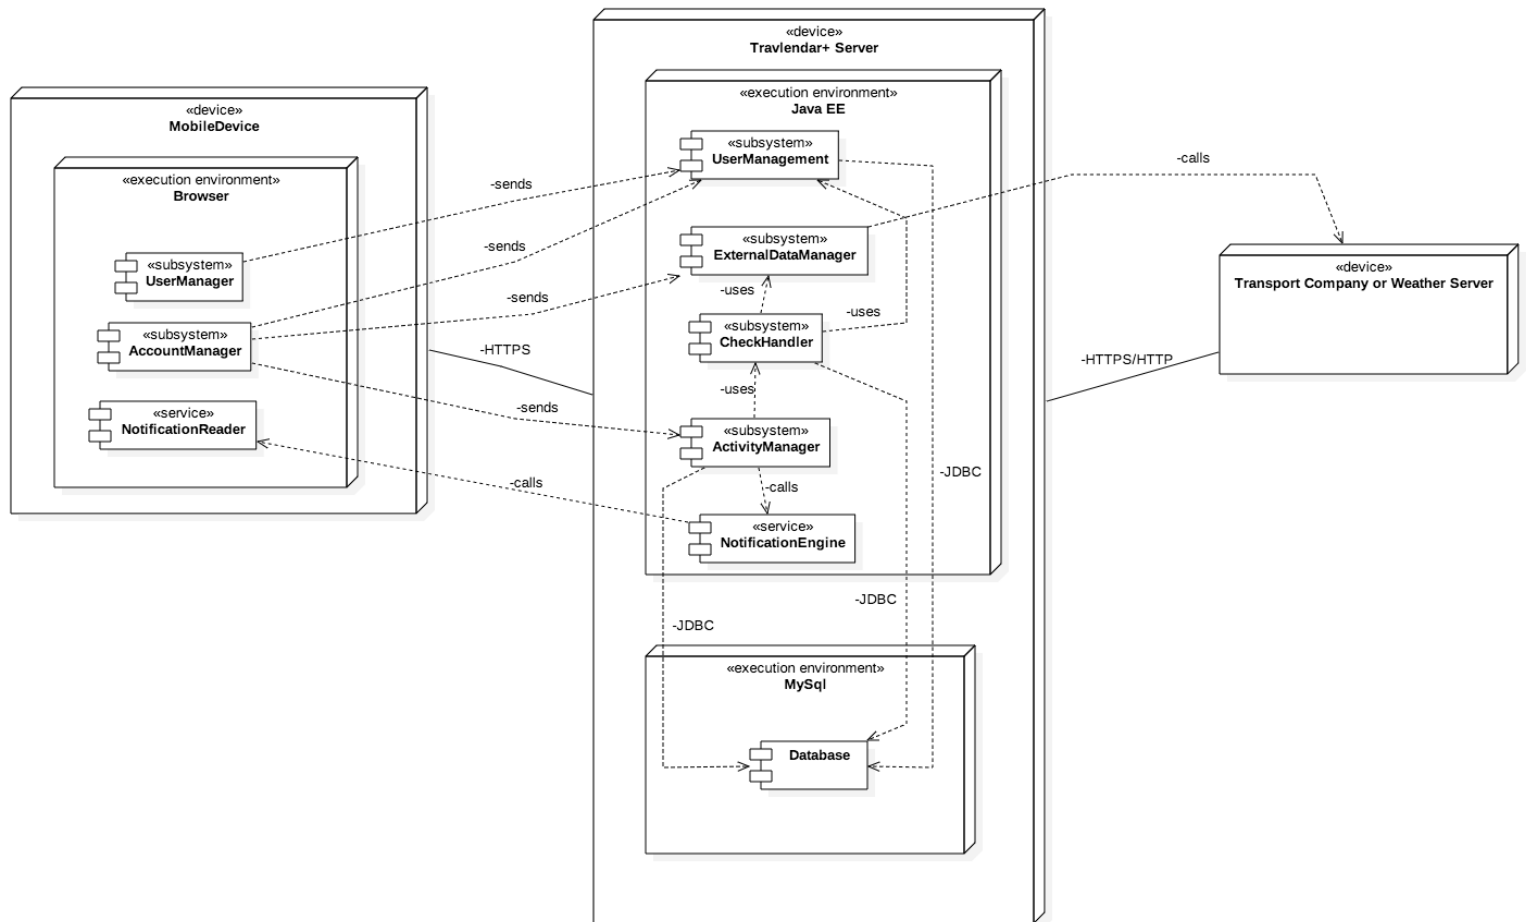 «device»
MobileDevice
«execution environment»
Browser
«subsystem»
UserManager
«subsystem»
AccountManager
«service»
NotificationReader
-sends
-sends
-sends
-HTTPS
-sends
-calls
«device»
Travlendar+ Server
«execution environment»
Java EE
«subsystem»
UserManagement
«subsystem»
ExternalDataManager
-uses
-uses
«subsystem»
CheckHandler
-uses
«subsystem»
ActivityManager
-calls
-JDBC
«service»
NotificationEngine
-JDBC
-JDBC
«execution environment»
MySql
Database
-calls
«device»
Transport Company or Weather Server
-HTTPS/HTTP